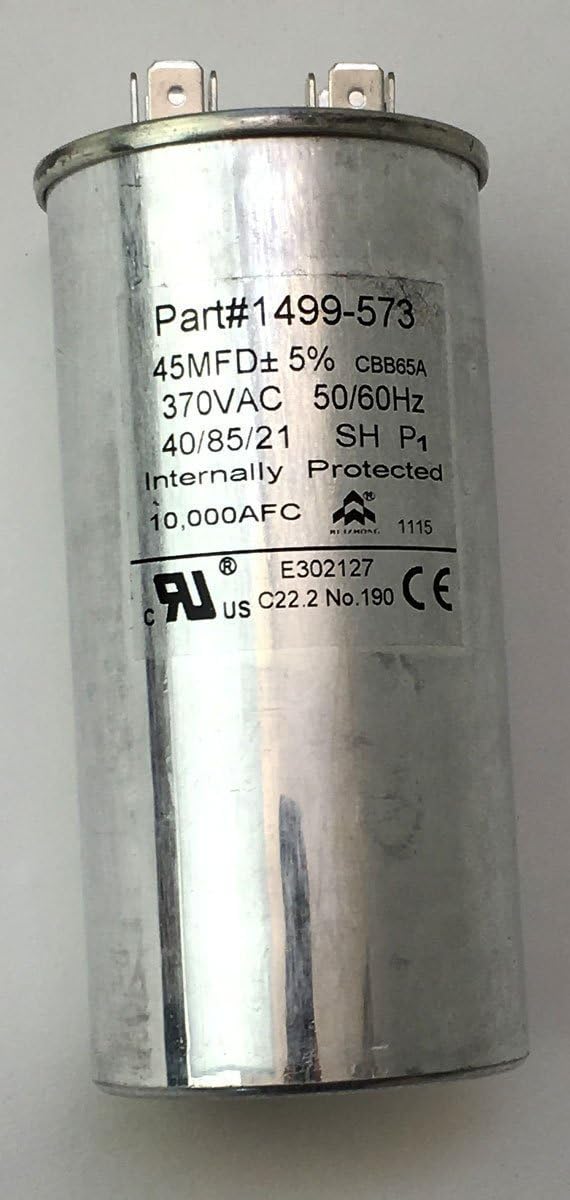 Part#1499-573
45MFD± 5% CBB65A
370VAC 50/60Hz
40/85/21 SH P₁
Internally Protected
10,000AFC ® 1115
® E302127
c RU US C22.2 No.190 CE